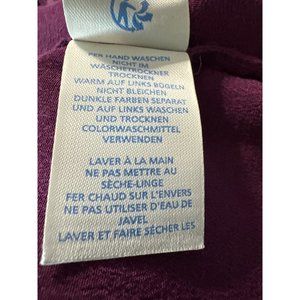 PER HAND WASCHEN
NICHT IM
WÄSCHETROCKNER
TROCKNEN
WARM AUF LINKS BÜGELN
NICHT BLEICHEN
DUNKLE FARBEN SEPARAT
UND AUF LINKS WASCHEN
UND TROCKNEN
COLORWASCHMITTEL
VERWENDEN
LAVER À LA MAIN
NE PAS METTRE AU
SÈCHE-LINGE
FER CHAUD SUR L'ENVERS
NE PAS UTILISER D'EAU DE
JAVEL
LAVER ET FAIRE SÉCHER LES